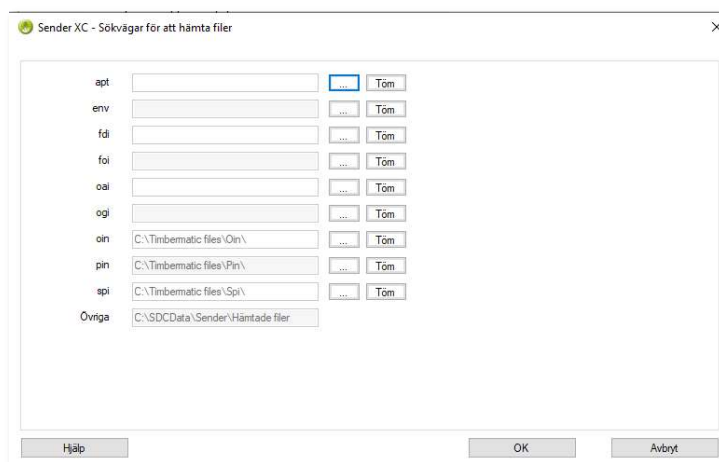 Sender XC - Sökvägar för att hämta filer
apt ... Töm
env ... Töm
fdi ... Töm
foi ... Töm
oai ... Töm
ogi ... Töm
oin C:\Timbermatic files\Oin\ ... Töm
pin C:\Timbermatic files\Pin\ ... Töm
spi C:\Timbermatic files\Spi\ ... Töm
Övriga C:\SDCData\Sender\Hämtade filer
Hjälp OK Avbryt